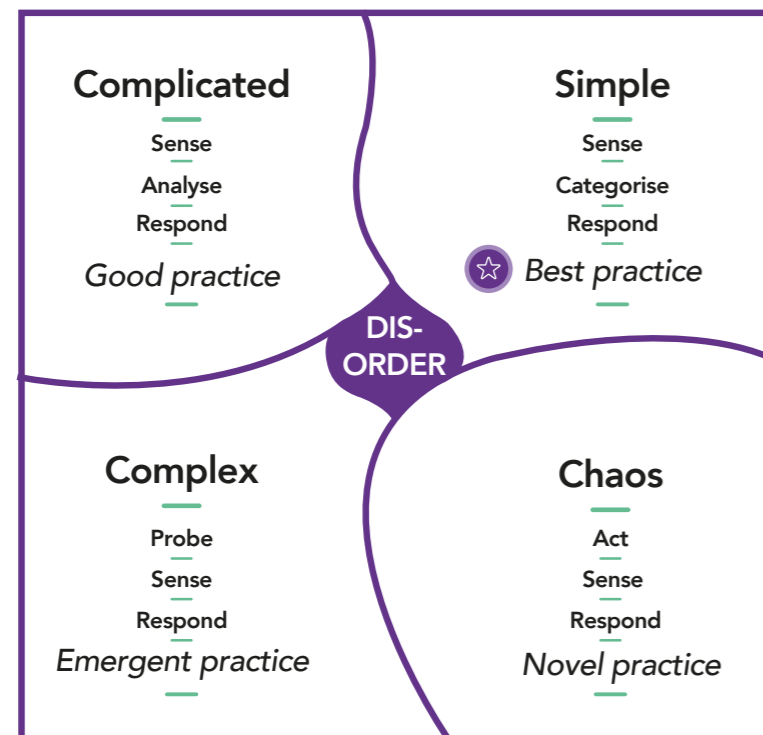 Complicated
Sense
Analyse
Respond
Good practice
Simple
Sense
Categorise
Respond
Best practice
DIS-
ORDER
Complex
Probe
Sense
Respond
Emergent practice
Chaos
Act
Sense
Respond
Novel practice